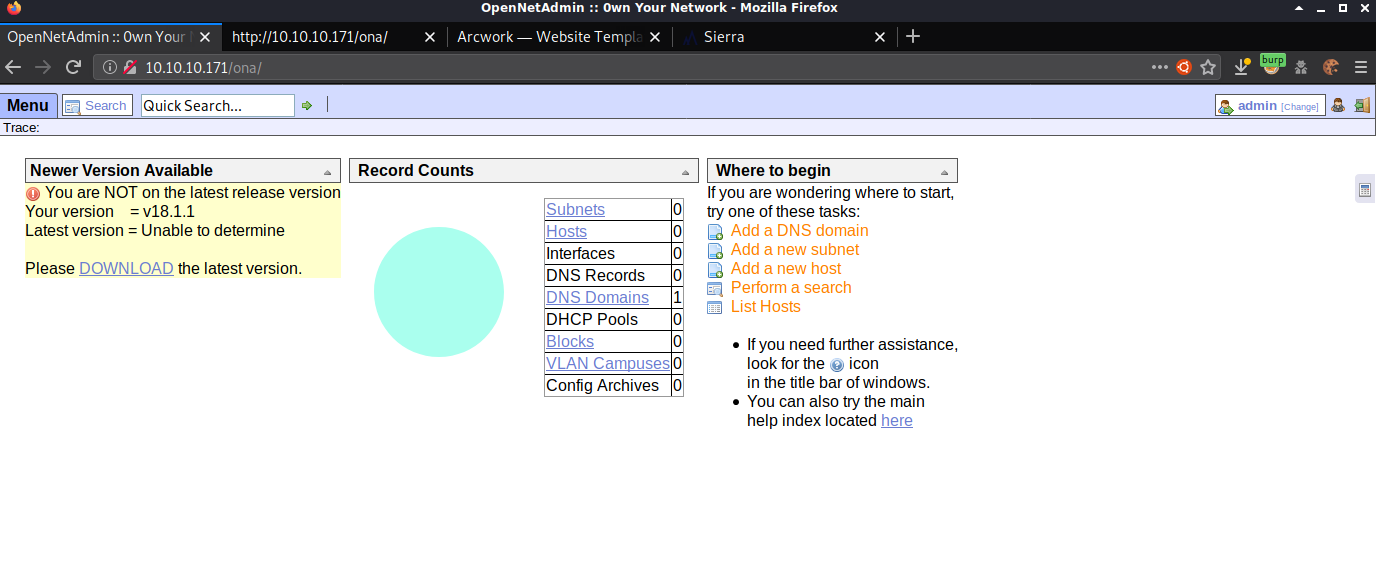 OpenNetAdmin :: 0wn Your Network - Mozilla Firefox
OpenNetAdmin :: 0wn Your N
http://10.10.10.171/ona/
Arcwork — Website Templa
Sierra
10.10.10.171/ona/
burp
Menu
Search
Quick Search...
admin [Change]
Trace:
Newer Version Available
You are NOT on the latest release version
Your version = v18.1.1
Latest version = Unable to determine
Please DOWNLOAD the latest version.
Record Counts
Subnets 0
Hosts 0
Interfaces 0
DNS Records 0
DNS Domains 1
DHCP Pools 0
Blocks 0
VLAN Campuses 0
Config Archives 0
Where to begin
If you are wondering where to start,
try one of these tasks:
Add a DNS domain
Add a new subnet
Add a new host
Perform a search
List Hosts
• If you need further assistance,
look for the ? icon
in the title bar of windows.
• You can also try the main
help index located here